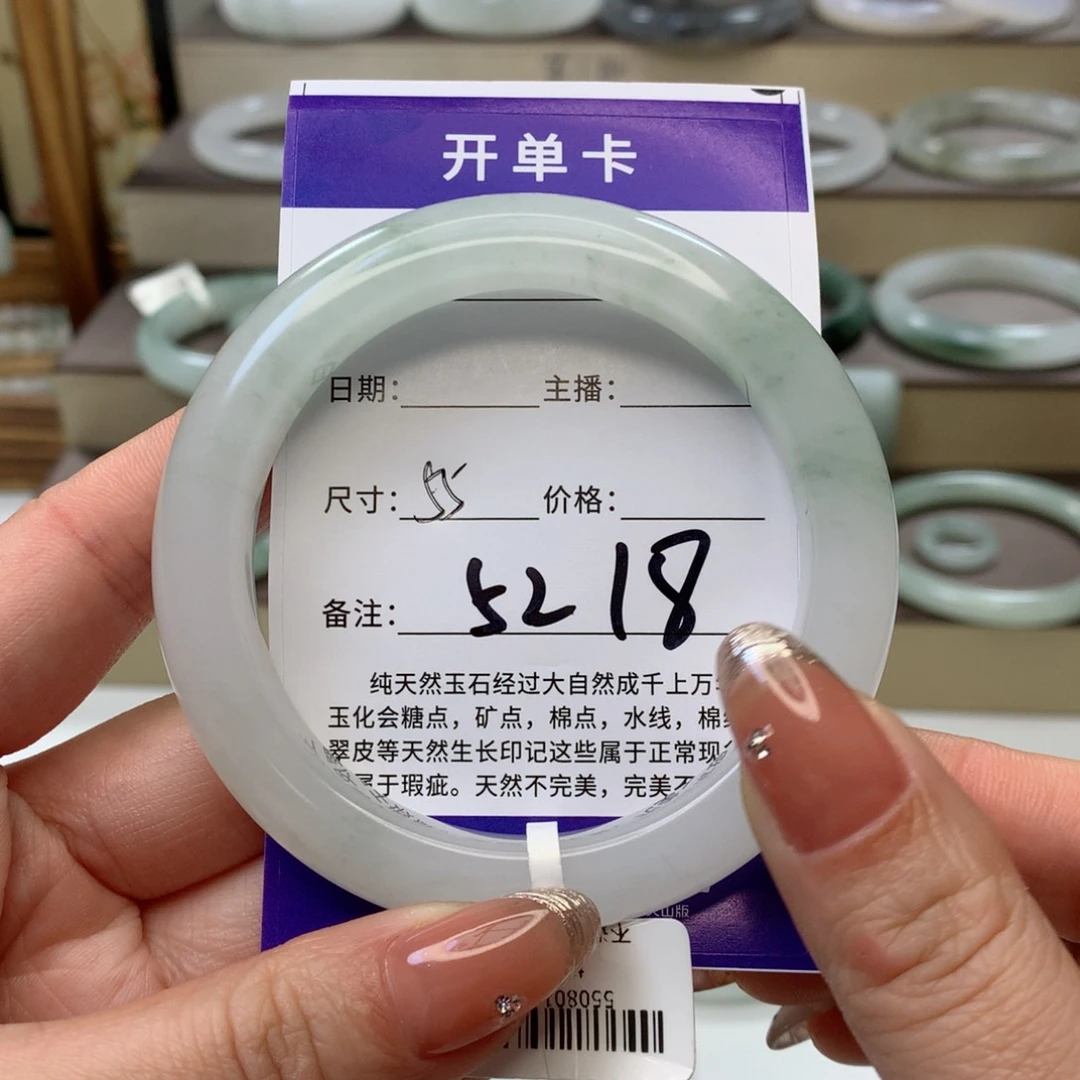 开单卡
日期: 主播:
尺寸: 55 价格:
备注: 5218
纯天然玉石经过大自然成千上万
玉化会糖点，矿点，棉点，水线，棉
翠皮等天然生长印记这些属于正常现
属于瑕疵。天然不完美，完美不